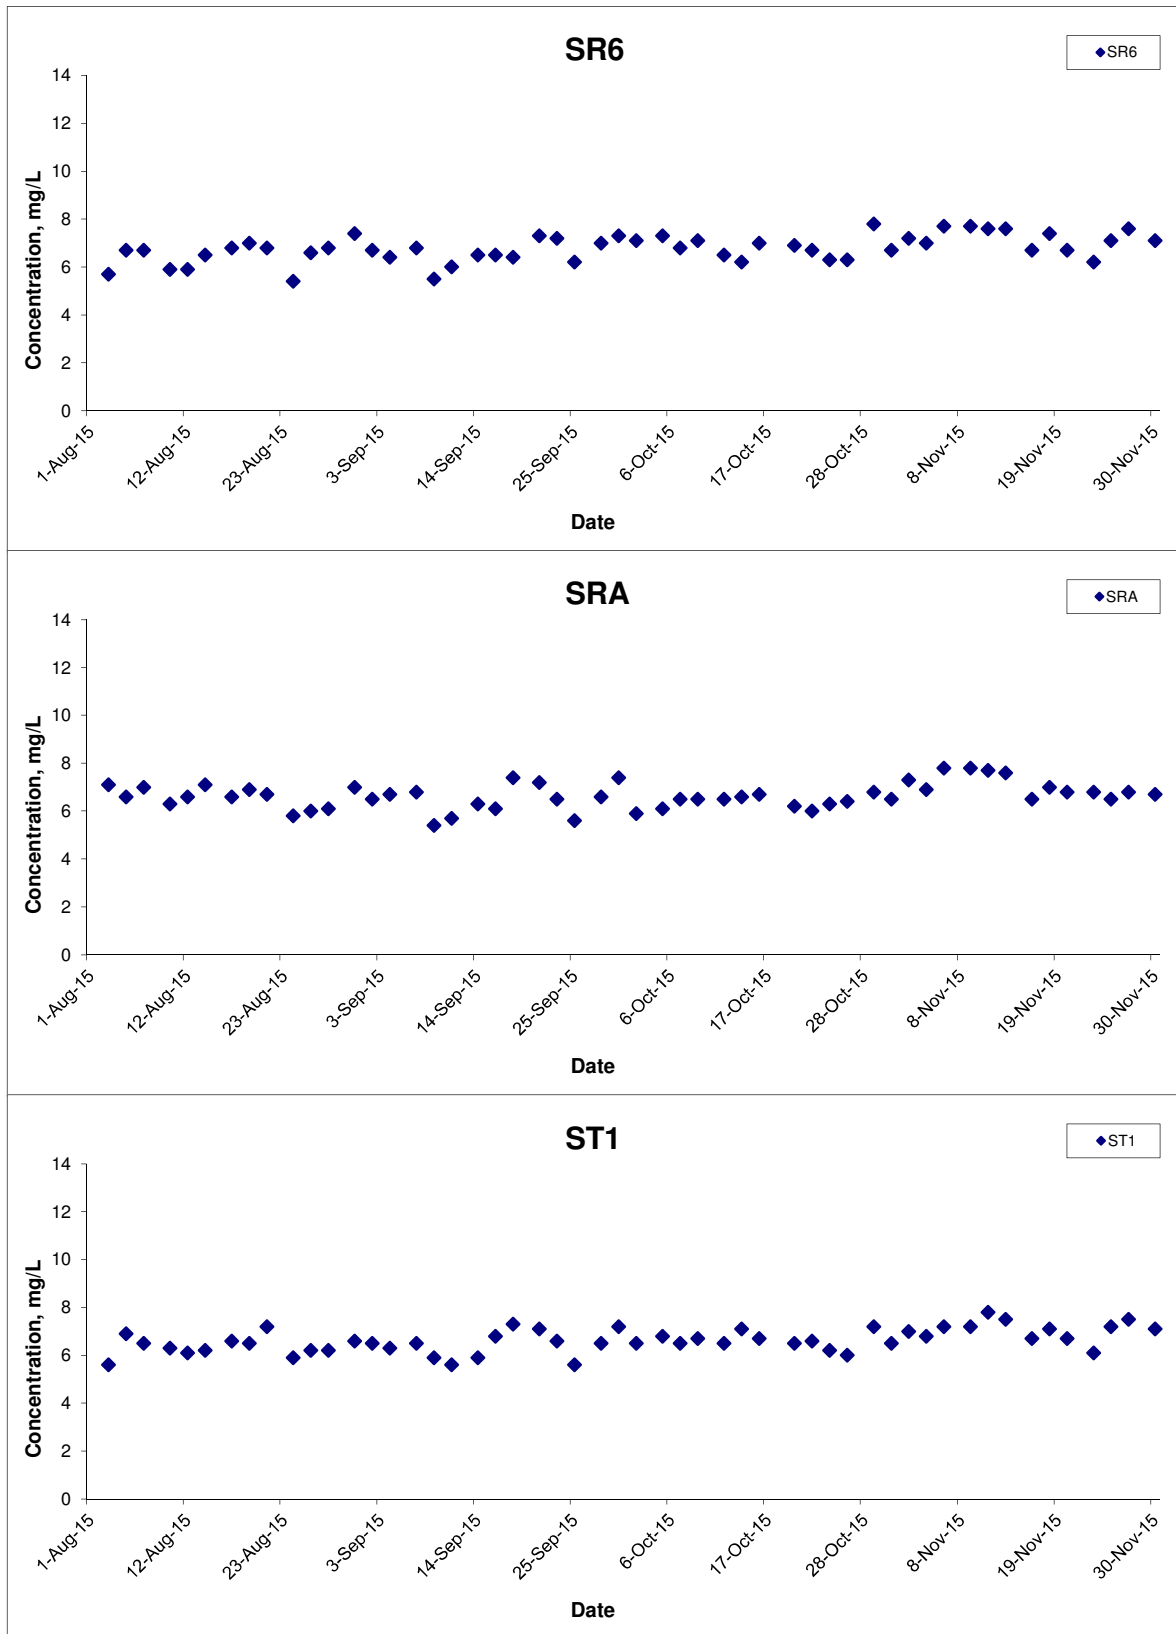 SR6
SR6
14
12
10
8
6
4
2
0
Concentration, mg/L
1-Aug-15
12-Aug-15
23-Aug-15
3-Sep-15
14-Sep-15
25-Sep-15
6-Oct-15
17-Oct-15
28-Oct-15
8-Nov-15
19-Nov-15
30-Nov-15
Date
SRA
SRA
14
12
10
8
6
4
2
0
Concentration, mg/L
1-Aug-15
12-Aug-15
23-Aug-15
3-Sep-15
14-Sep-15
25-Sep-15
6-Oct-15
17-Oct-15
28-Oct-15
8-Nov-15
19-Nov-15
30-Nov-15
Date
ST1
ST1
14
12
10
8
6
4
2
0
Concentration, mg/L
1-Aug-15
12-Aug-15
23-Aug-15
3-Sep-15
14-Sep-15
25-Sep-15
6-Oct-15
17-Oct-15
28-Oct-15
8-Nov-15
19-Nov-15
30-Nov-15
Date